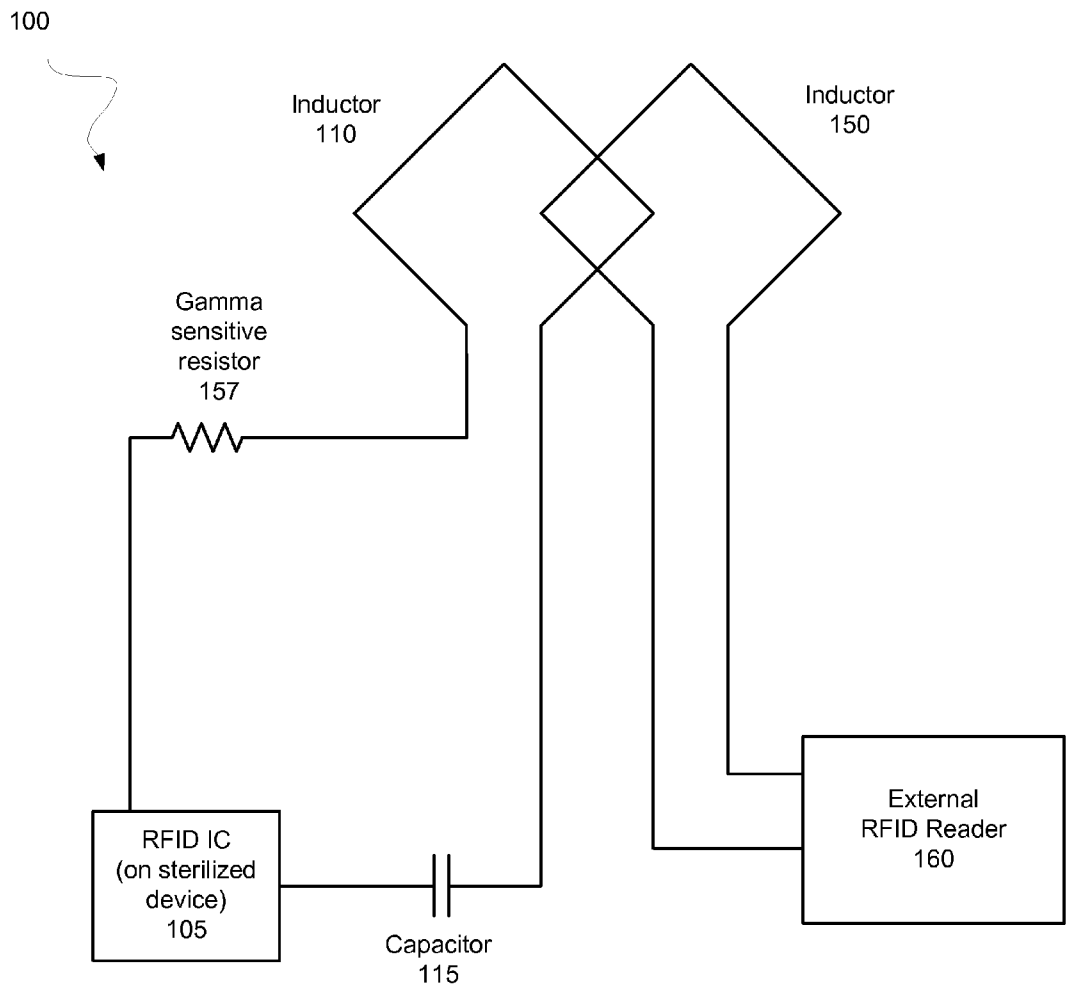 100
Inductor
110
Inductor
150
Gamma
sensitive
resistor
157
RFID IC
(on sterilized
device)
105
Capacitor
115
External
RFID Reader
160